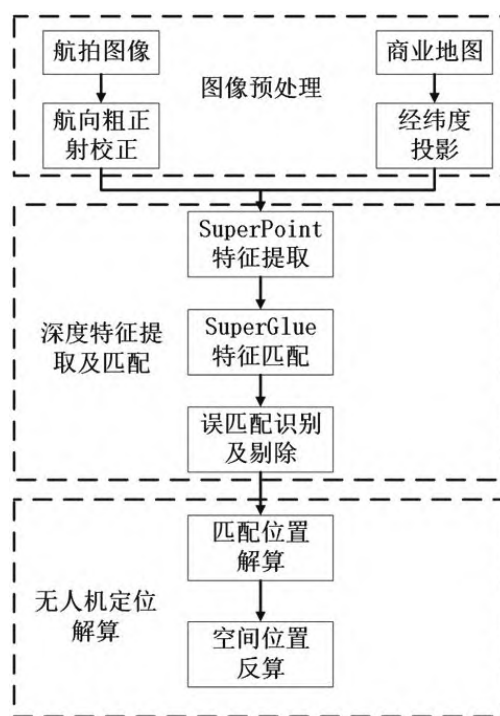 航拍图像
商业地图
图像预处理
航向粗正
射校正
经纬度
投影
SuperPoint
特征提取
深度特征提
取及匹配
SuperGlue
特征匹配
误匹配识别
及剔除
无人机定位
解算
匹配位置
解算
空间位置
反算